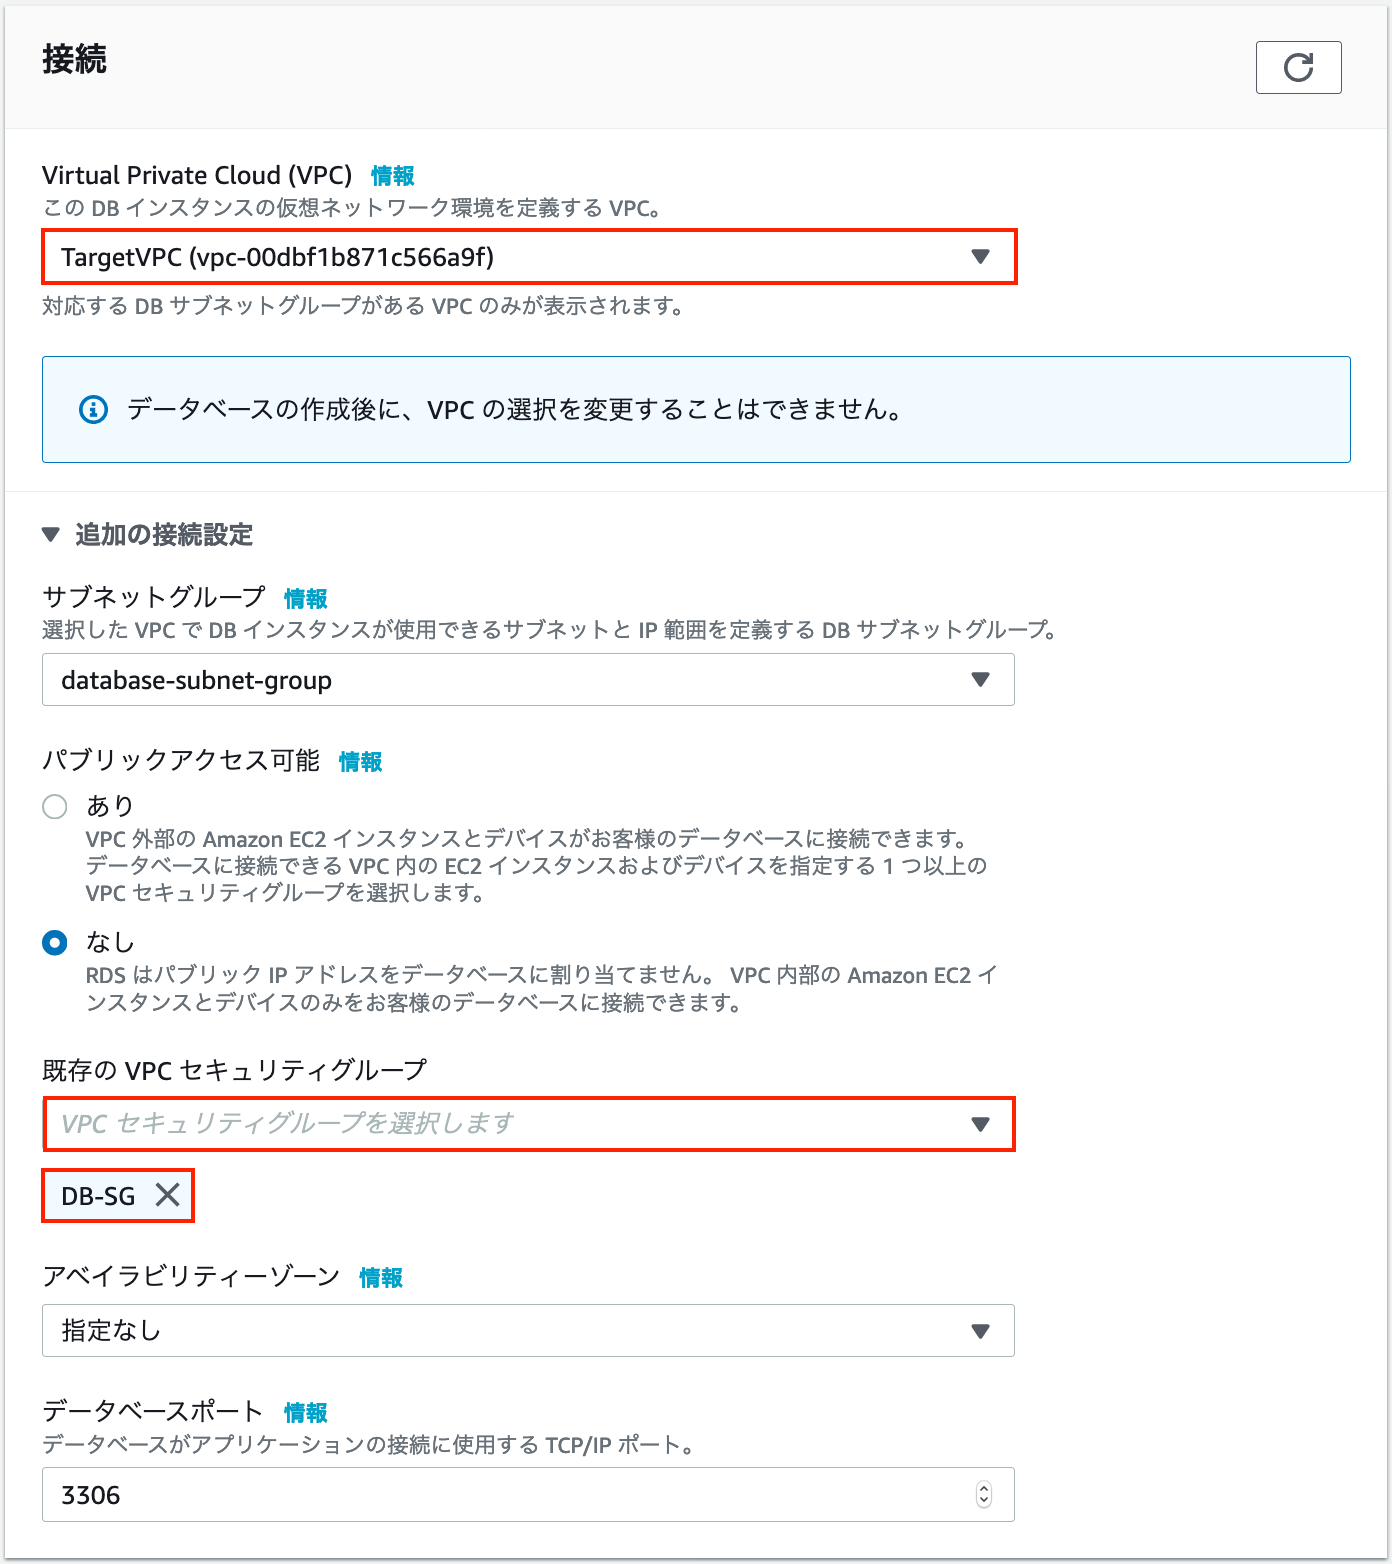 接続
Virtual Private Cloud (VPC) 情報
この DB インスタンスの仮想ネットワーク環境を定義する VPC。
TargetVPC (vpc-00dbf1b871c566a9f)
対応する DB サブネットグループがある VPC のみが表示されます。
データベースの作成後に、VPC の選択を変更することはできません。
追加の接続設定
サブネットグループ 情報
選択した VPC で DB インスタンスが使用できるサブネットと IP 範囲を定義する DB サブネットグループ。
database-subnet-group
パブリックアクセス可能 情報
あり
VPC 外部の Amazon EC2 インスタンスとデバイスがお客様のデータベースに接続できます。
データベースに接続できる VPC 内の EC2 インスタンスおよびデバイスを指定する 1 つ以上の
VPC セキュリティグループを選択します。
なし
RDS はパブリック IP アドレスをデータベースに割り当てません。 VPC 内部の Amazon EC2 イ
ンスタンスとデバイスのみをお客様のデータベースに接続できます。
既存の VPC セキュリティグループ
VPC セキュリティグループを選択します
DB-SG
アベイラビリティーゾーン 情報
指定なし
データベースポート 情報
データベースがアプリケーションの接続に使用する TCP/IP ポート。
3306